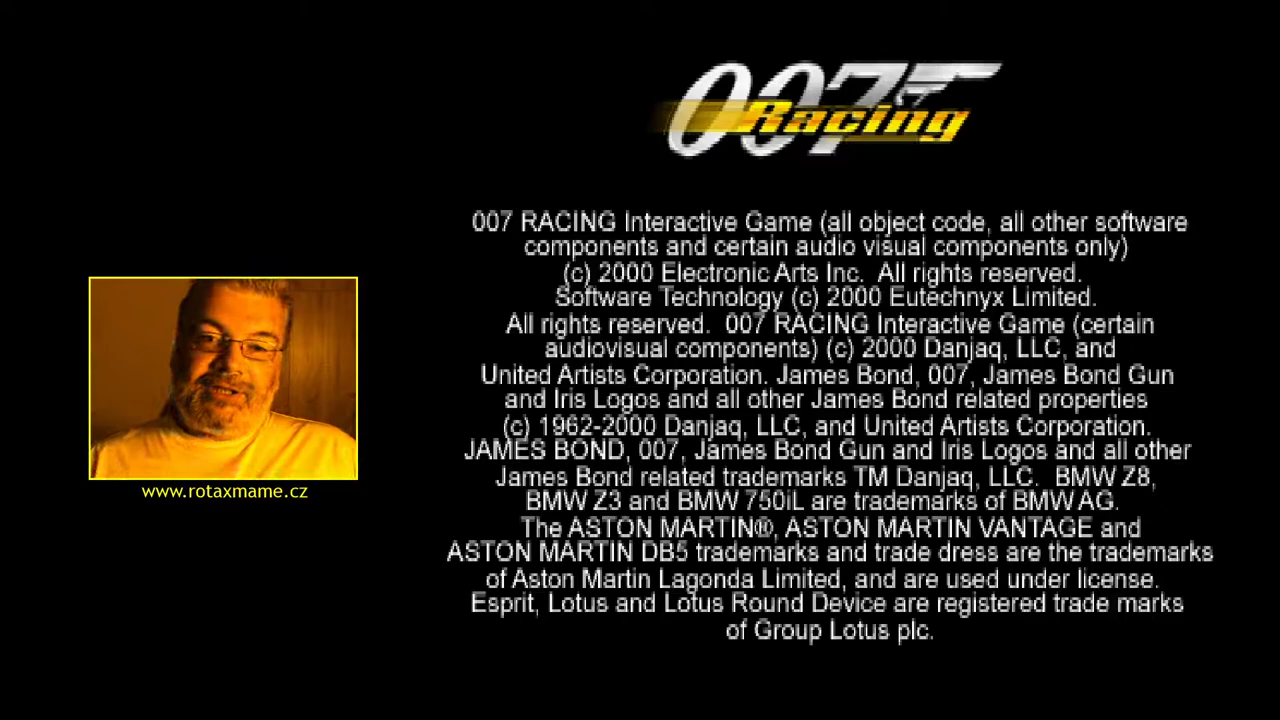 007
Racing
007 RACING Interactive Game (all object code, all other software
components and certain audio visual components only)
(c) 2000 Electronic Arts Inc.  All rights reserved.
Software Technology (c) 2000 Eutechnyx Limited.
All rights reserved.  007 RACING Interactive Game (certain
audiovisual components) (c) 2000 Danjaq, LLC, and
United Artists Corporation. James Bond, 007, James Bond Gun
and Iris Logos and all other James Bond related properties
(c) 1962-2000 Danjaq, LLC, and United Artists Corporation.
JAMES BOND, 007, James Bond Gun and Iris Logos and all other
James Bond related trademarks TM Danjaq, LLC.  BMW Z8,
BMW Z3 and BMW 750iL are trademarks of BMW AG.
The ASTON MARTIN®, ASTON MARTIN VANTAGE and
ASTON MARTIN DB5 trademarks and trade dress are the trademarks
of Aston Martin Lagonda Limited, and are used under license.
Esprit, Lotus and Lotus Round Device are registered trade marks
of Group Lotus plc.
www.rotaxmame.cz